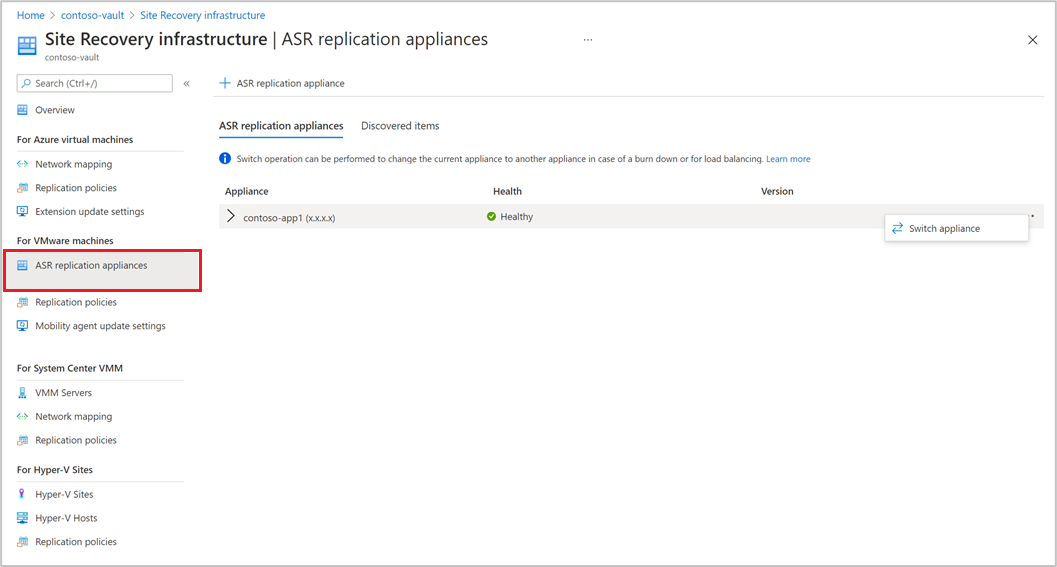 Home > contoso-vault > Site Recovery infrastructure
Site Recovery infrastructure | ASR replication appliances ...
contoso-vault
Search (Ctrl+/) «
+ ASR replication appliance
Overview
ASR replication appliances Discovered items
For Azure virtual machines
Switch operation can be performed to change the current appliance to another appliance in case of a burn down or for load balancing. Learn more
Network mapping
Replication policies
Extension update settings
Appliance Health Version
contoso-app1 (x.x.x.x) Healthy
Switch appliance
For VMware machines
ASR replication appliances
Replication policies
Mobility agent update settings
For System Center VMM
VMM Servers
Network mapping
Replication policies
For Hyper-V Sites
Hyper-V Sites
Hyper-V Hosts
Replication policies